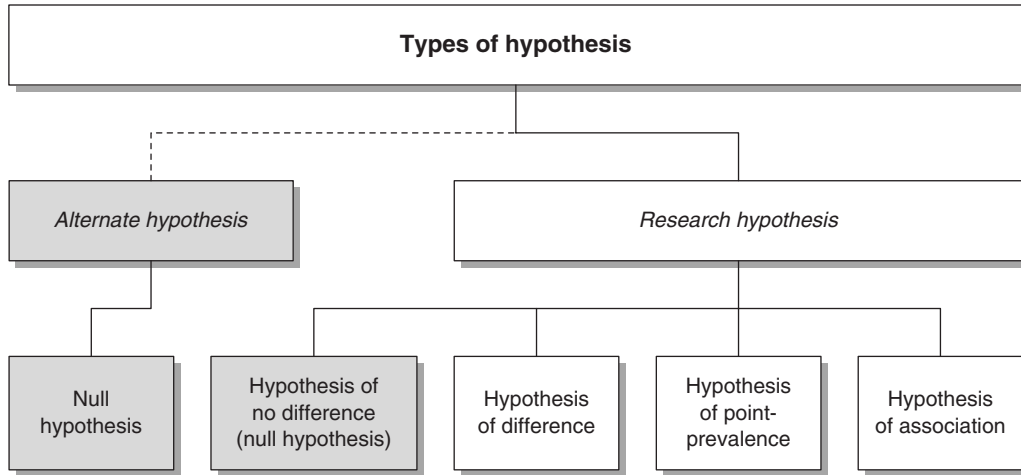 Types of hypothesis
Alternate hypothesis
Research hypothesis
Null
hypothesis
Hypothesis of
no difference
(null hypothesis)
Hypothesis
of difference
Hypothesis
of point-
prevalence
Hypothesis
of association